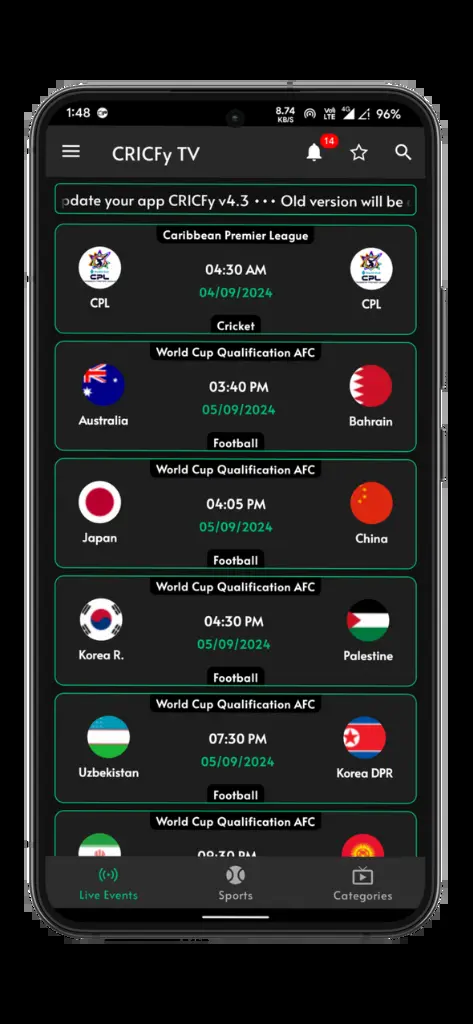 1:48
8.74 KB/S
VoB LTE
4G
96%
CRICFy TV
14
date your app CRICFy v4.3 • • • Old version will be
Caribbean Premier League
CPL
04:30 AM
CPL
CPL
04/09/2024
CPL
Cricket
World Cup Qualification AFC
03:40 PM
05/09/2024
Australia
Bahrain
Football
World Cup Qualification AFC
04:05 PM
05/09/2024
Japan
China
Football
World Cup Qualification AFC
04:30 PM
05/09/2024
Korea R.
Palestine
Football
World Cup Qualification AFC
07:30 PM
05/09/2024
Uzbekistan
Korea DPR
Football
World Cup Qualification AFC
Live Events
Sports
Categories